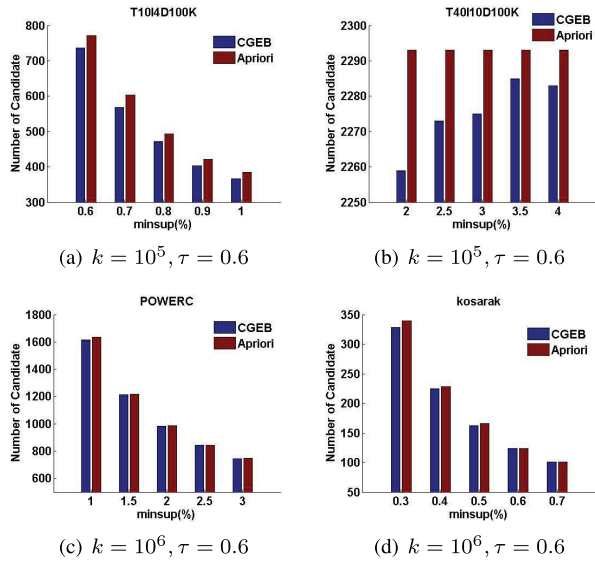 T10I4D100K
Number of Candidate
800
700
600
500
400
300
CGEB
Apriori
0.6 0.7 0.8 0.9 1
minsup(%)
(a) k = 10^5, τ = 0.6
T40I10D100K
Number of Candidate
2300
2290
2280
2270
2260
2250
CGEB
Apriori
2 2.5 3 3.5 4
minsup(%)
(b) k = 10^5, τ = 0.6
POWERC
Number of Candidate
1800
1600
1400
1200
1000
800
600
CGEB
Apriori
1 1.5 2 2.5 3
minsup(%)
(c) k = 10^6, τ = 0.6
kosarak
Number of Candidate
350
300
250
200
150
100
50
CGEB
Apriori
0.3 0.4 0.5 0.6 0.7
minsup(%)
(d) k = 10^6, τ = 0.6